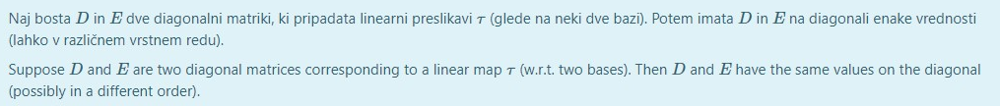 Naj bosta D in E dve diagonalni matriki, ki pripadata linearni preslikavi τ (glede na neki dve bazi). Potem imata D in E na diagonali enake vrednosti
(lahko v različnem vrstnem redu).
Suppose D and E are two diagonal matrices corresponding to a linear map τ (w.r.t. two bases). Then D and E have the same values on the diagonal
(possibly in a different order).